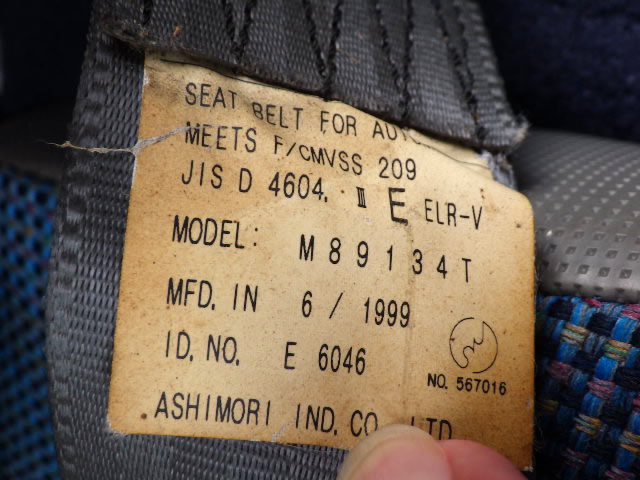 SEAT BELT FOR
MEETS F/CMVSS 209
JIS D 4604. Ⅲ E ELR-V
MODEL: M89134T
MFD. IN 6 / 1999
ID. NO. E 6046
NO. 567016
ASHIMORI IND. CO. LTD